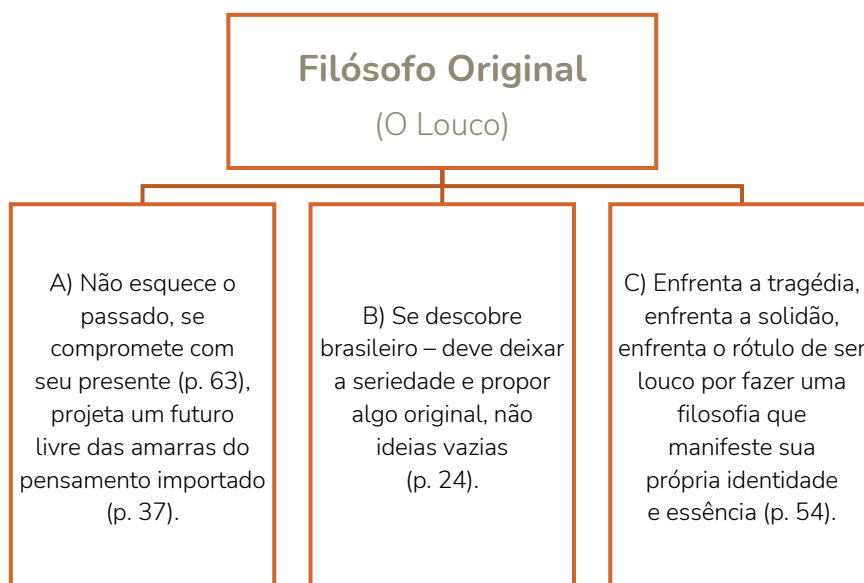 Filósofo Original
(O Louco)
A) Não esquece o
passado, se
compromete com
seu presente (p. 63),
projeta um futuro
livre das amarras do
pensamento importado
(p. 37).
B) Se descobre
brasileiro – deve deixar
a seriedade e propor
algo original, não
ideias vazias
(p. 24).
C) Enfrenta a tragédia,
enfrenta a solidão,
enfrenta o rótulo de ser
louco por fazer uma
filosofia que
manifeste sua
própria identidade
e essência (p. 54).